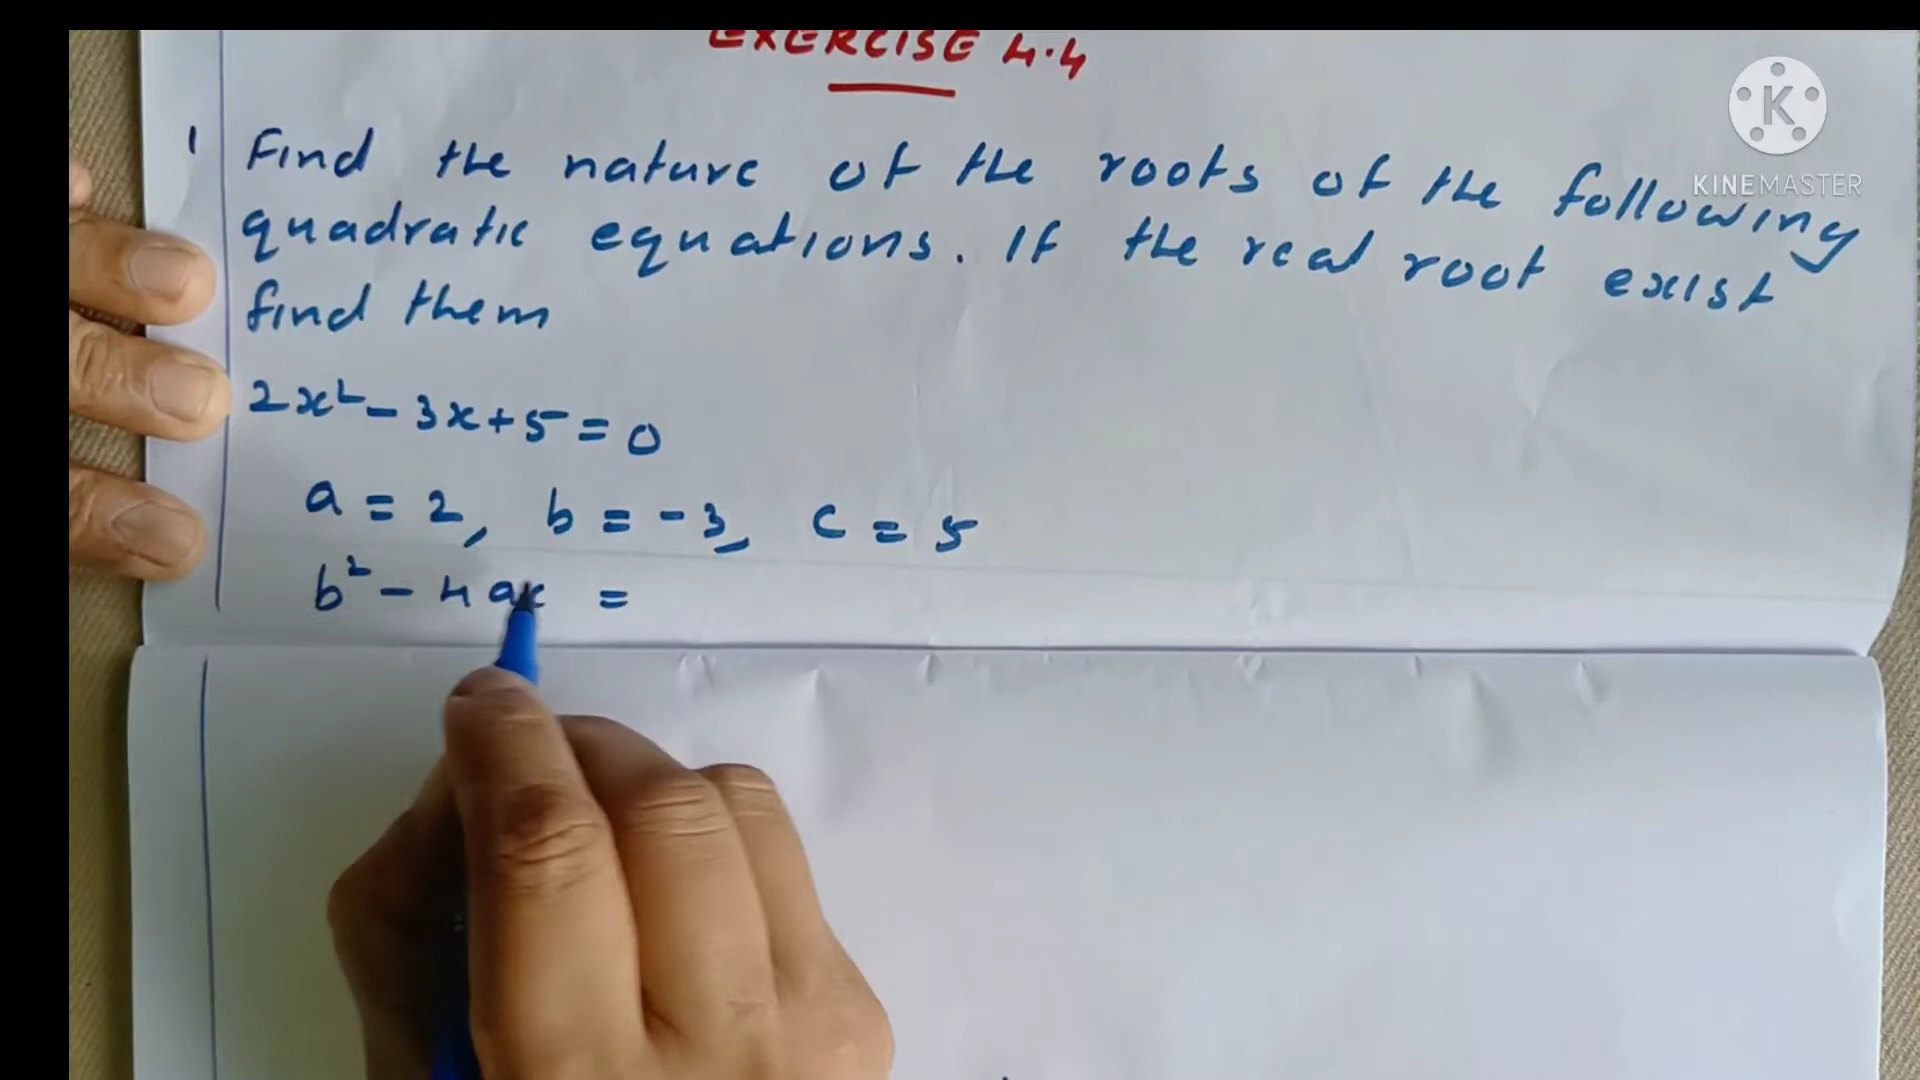 EXERCISE 4.4
1 Find the nature of the roots of the following
quadratic equations. If the real root exist
find them
2x² - 3x + 5 = 0
a = 2, b = -3, c = 5
b² - 4ac =
K
KINEMASTER